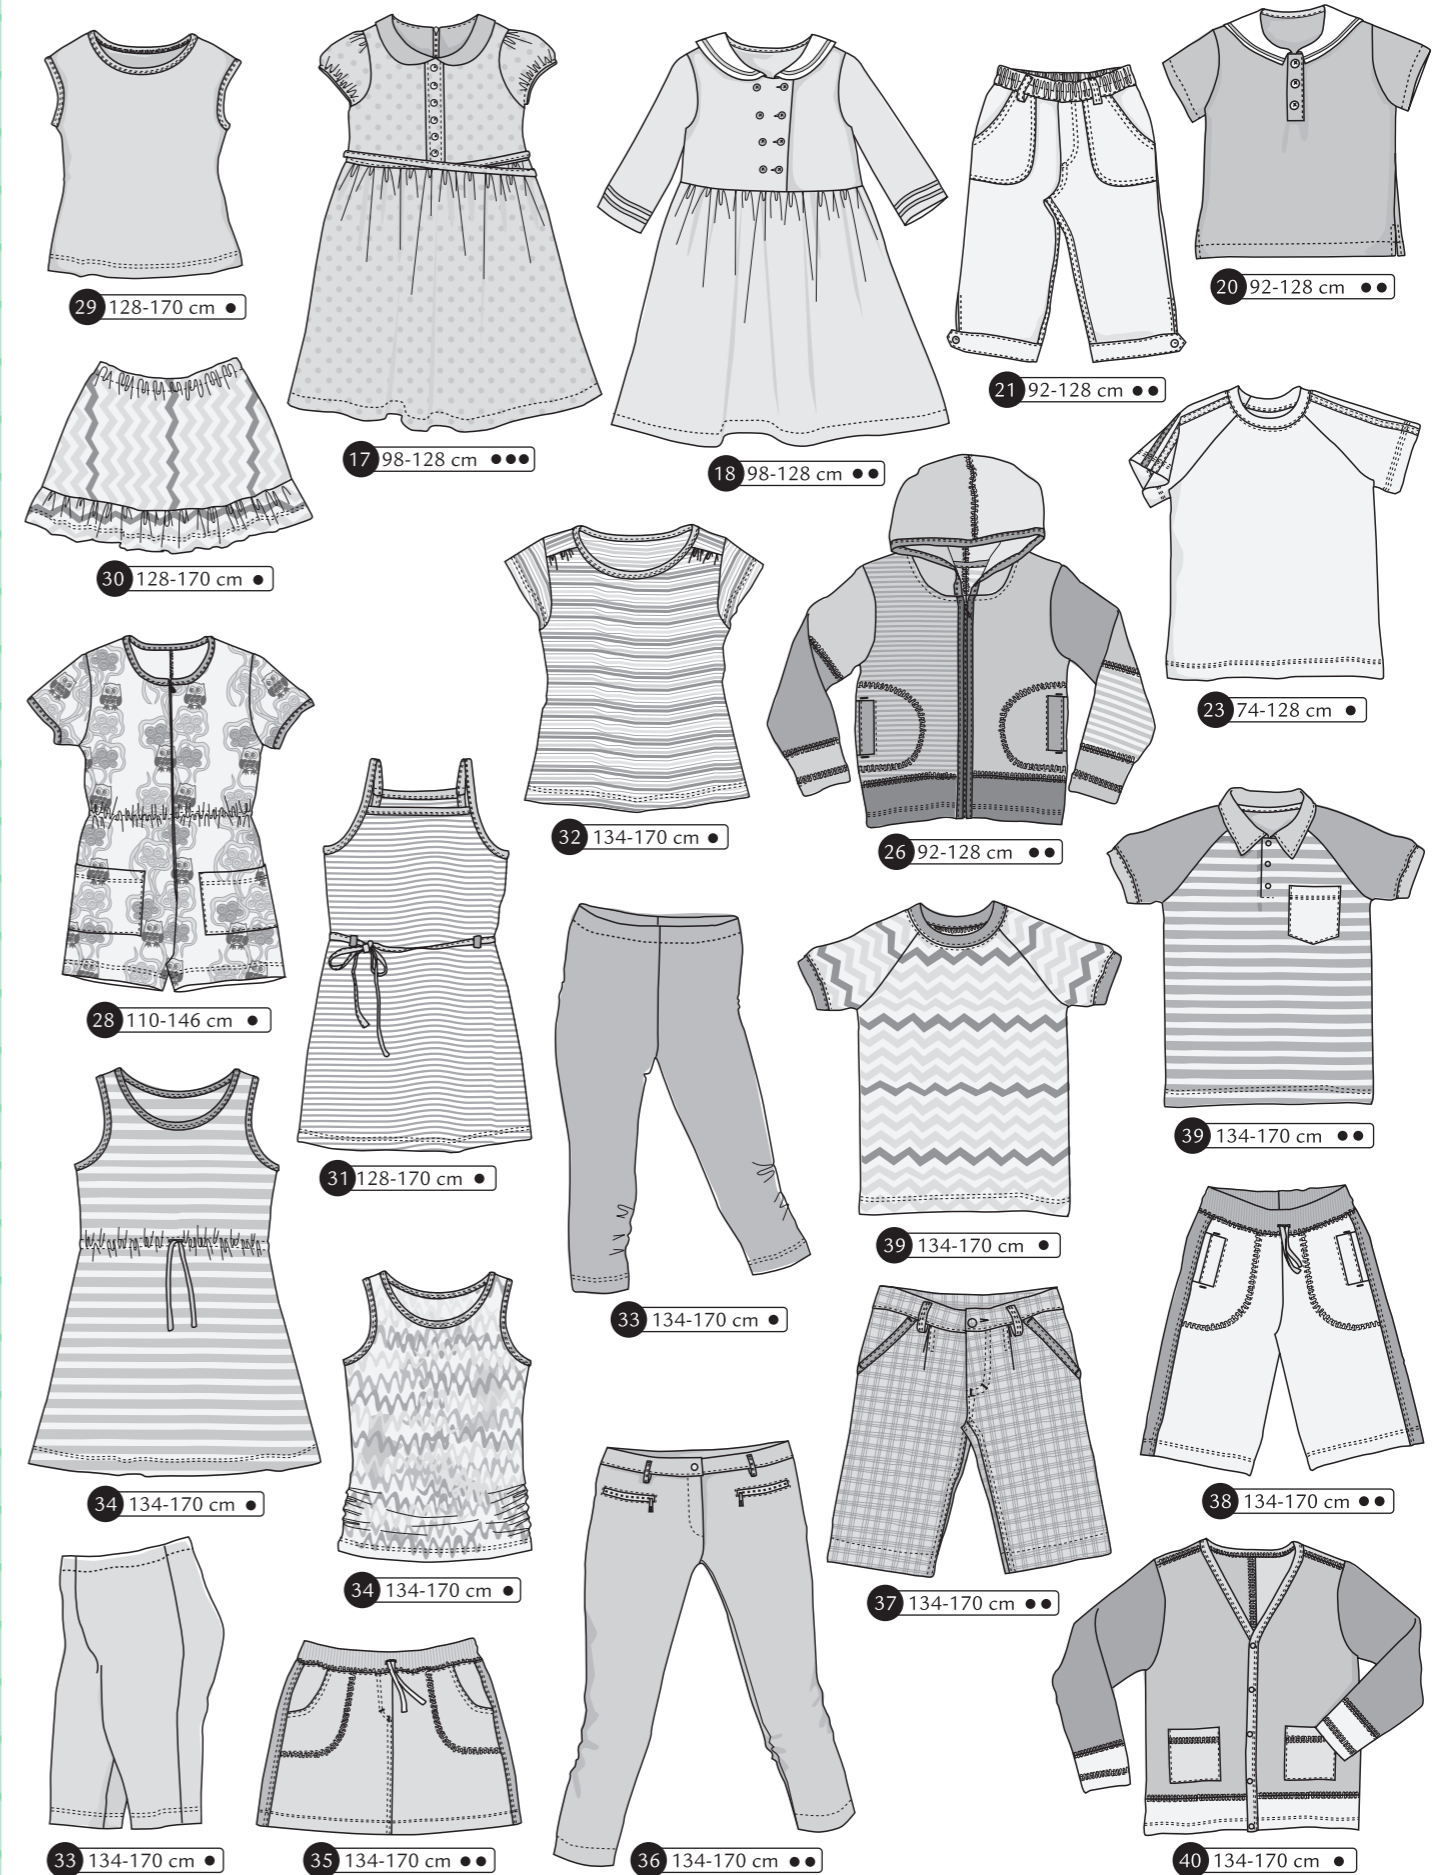 29 128-170 cm ●
17 98-128 cm ●●●
18 98-128 cm ●●
21 92-128 cm ●●
20 92-128 cm ●●
30 128-170 cm ●
32 134-170 cm ●
26 92-128 cm ●●
23 74-128 cm ●
28 110-146 cm ●
31 128-170 cm ●
33 134-170 cm ●
39 134-170 cm ●
39 134-170 cm ●●
34 134-170 cm ●
34 134-170 cm ●
37 134-170 cm ●●
38 134-170 cm ●●
33 134-170 cm ●
35 134-170 cm ●●
36 134-170 cm ●●
40 134-170 cm ●